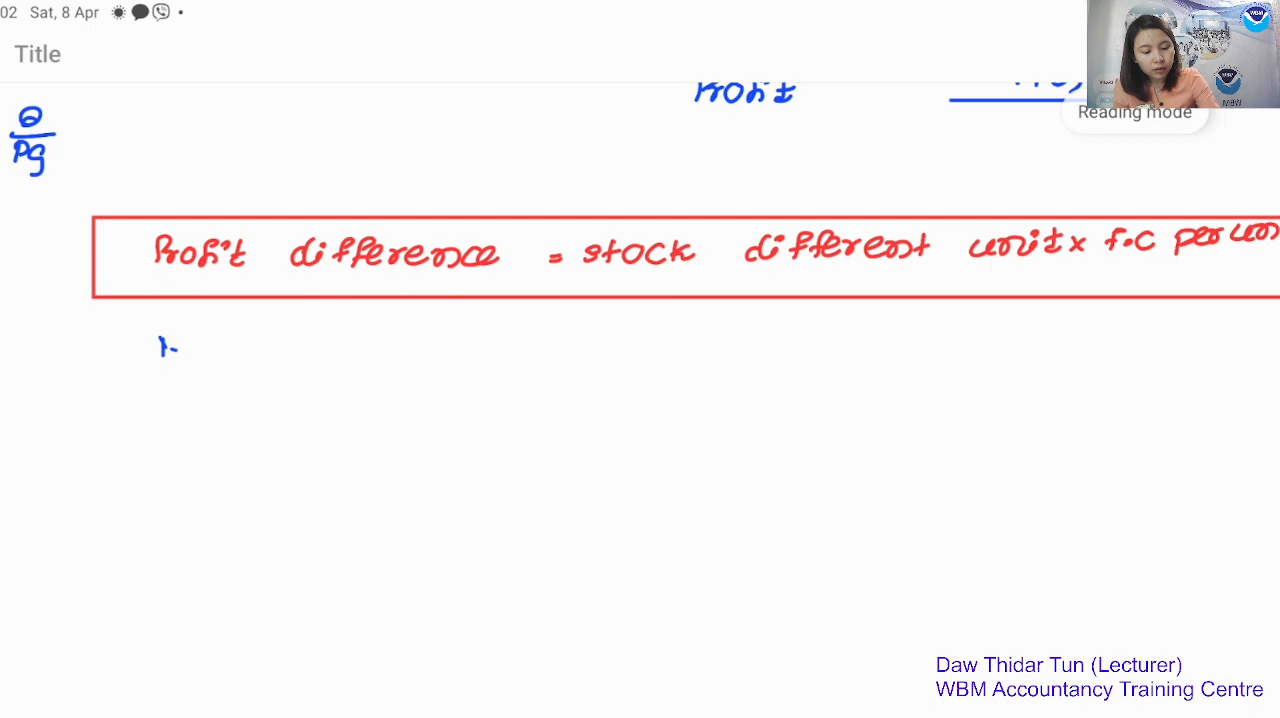 02 Sat, 8 Apr
Title
Profit
Reading mode
Profit difference = stock different unit x f.c per
Daw Thidar Tun (Lecturer)
WBM Accountancy Training Centre